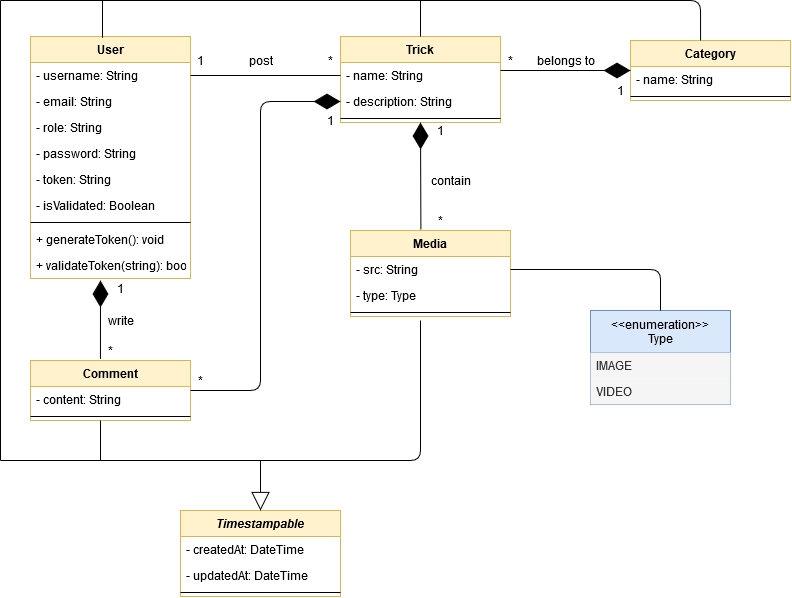 User
- username: String
- email: String
- role: String
- password: String
- token: String
- isValidated: Boolean
+ generateToken(): void
+ validateToken(string): boo
1
post
*
Trick
- name: String
- description: String
*
belongs to
1
Category
- name: String
1
1
contain
*
Media
- src: String
- type: Type
<<enumeration>>
Type
IMAGE
VIDEO
1
write
*
Comment
- content: String
*
Timestampable
- createdAt: DateTime
- updatedAt: DateTime